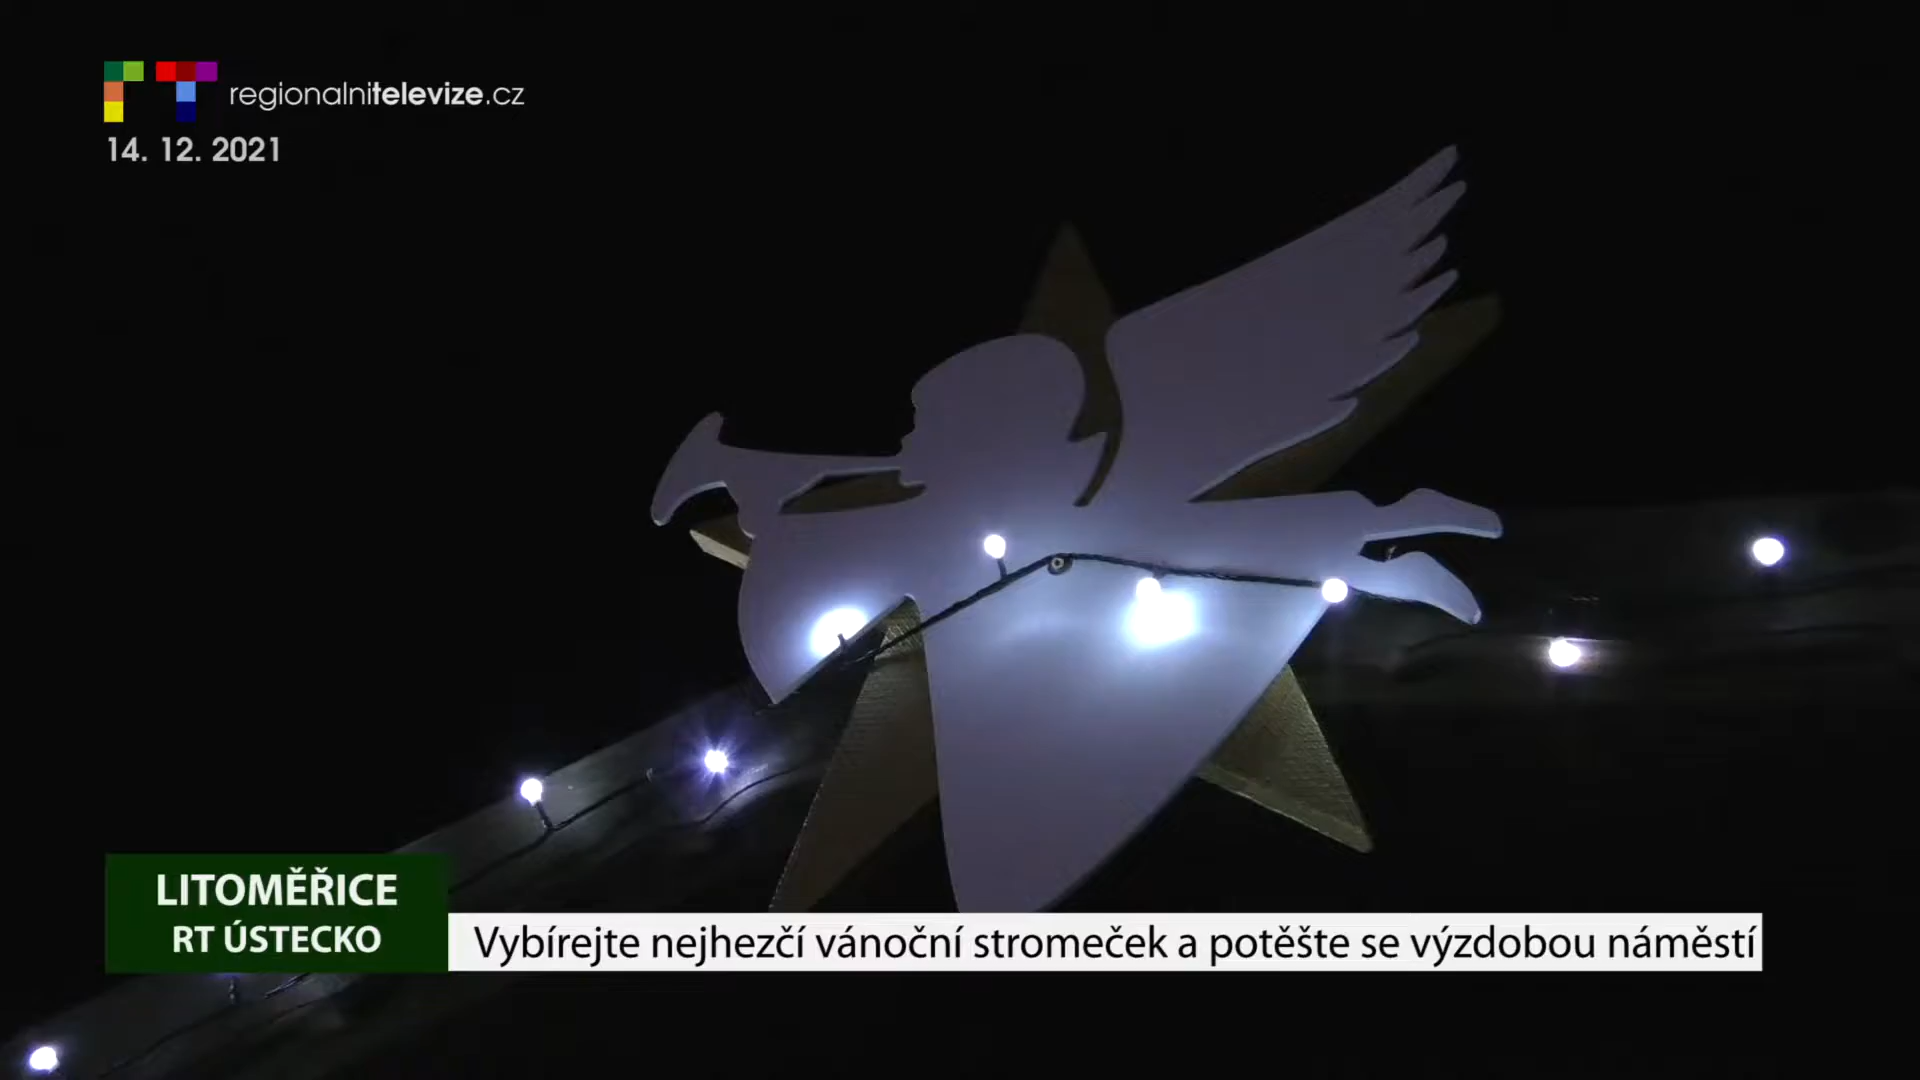 regionalnitelevize.cz
14. 12. 2021
LITOMĚŘICE
RT ÚSTECKO
Vybírejte nejhezčí vánoční stromeček a potěšte se výzdobou náměstí